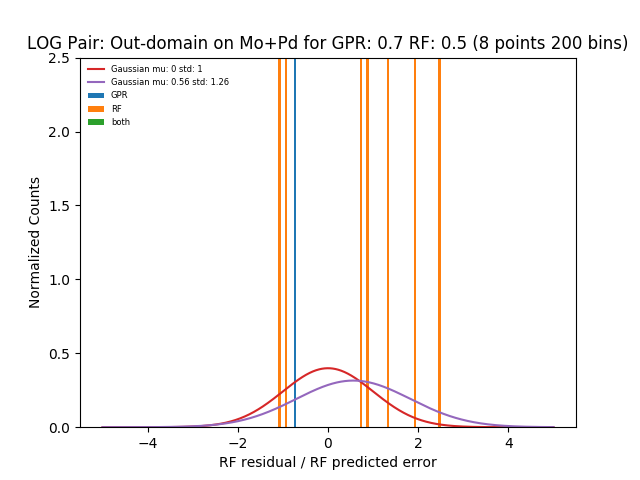 LOG Pair: Out-domain on Mo+Pd for GPR: 0.7 RF: 0.5 (8 points 200 bins)
2.5
2.0
1.5
1.0
0.5
0.0
Normalized Counts
Gaussian mu: 0 std: 1
Gaussian mu: 0.56 std: 1.26
GPR
RF
both
−4 −2 0 2 4
RF residual / RF predicted error